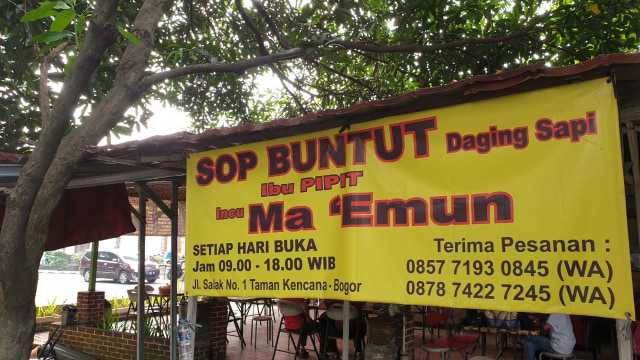 SOP BUNTUT Daging Sapi
Ibu PIPiT
Incu Ma 'Emun
SETIAP HARI BUKA
Jam 09.00 - 18.00 WIB
Jl. Salak No. 1 Taman Kencana - Bogor
Terima Pesanan :
0857 7193 0845 (WA)
0878 7422 7245 (WA)